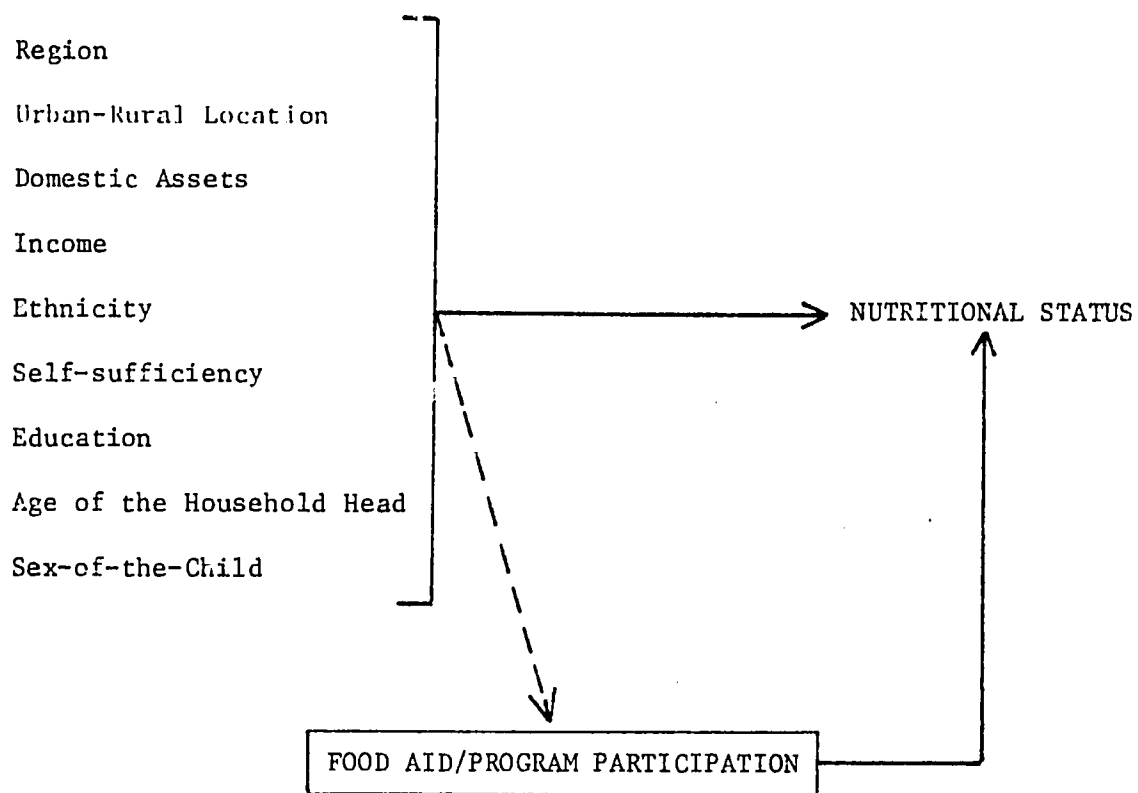 Region
Urban-Rural Location
Domestic Assets
Income
Ethnicity
Self-sufficiency
Education
Age of the Household Head
Sex-of-the-Child
NUTRITIONAL STATUS
FOOD AID/PROGRAM PARTICIPATION